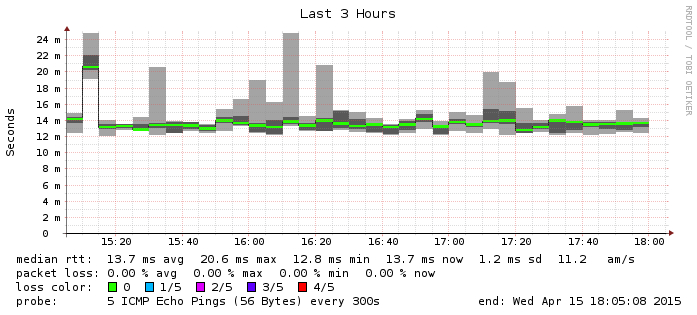 Last 3 Hours
RRDTOOL / TOBI OETIKER
Seconds
24 m
22 m
20 m
18 m
16 m
14 m
12 m
10 m
8 m
6 m
4 m
2 m
0
15:20 15:40 16:00 16:20 16:40 17:00 17:20 17:40 18:00
median rtt: 13.7 ms avg 20.6 ms max 12.8 ms min 13.7 ms now 1.2 ms sd 11.2 am/s
packet loss: 0.00 % avg 0.00 % max 0.00 % min 0.00 % now
loss color: 0 1/5 2/5 3/5 4/5
probe: 5 ICMP Echo Pings (56 Bytes) every 300s end: Wed Apr 15 18:05:08 2015